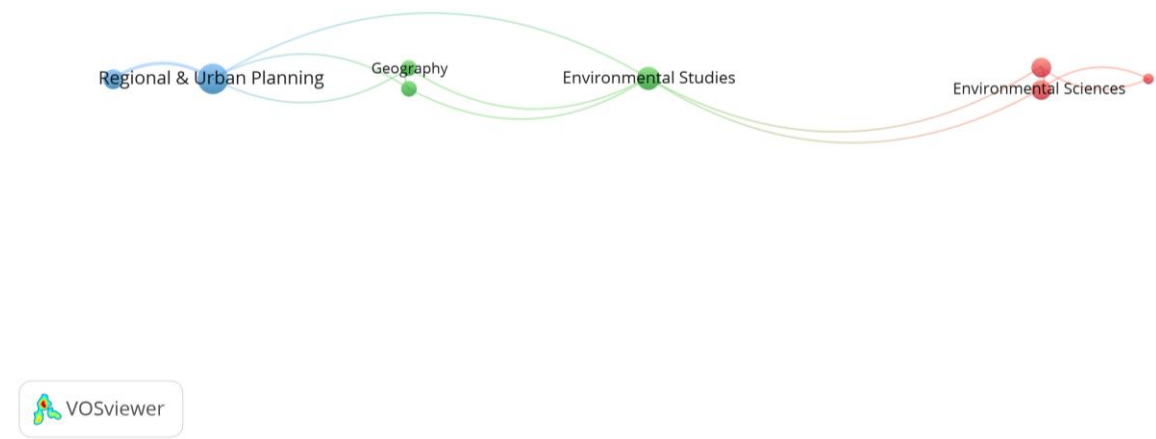 Regional & Urban Planning
Geography
Environmental Studies
Environmental Sciences
VOSviewer